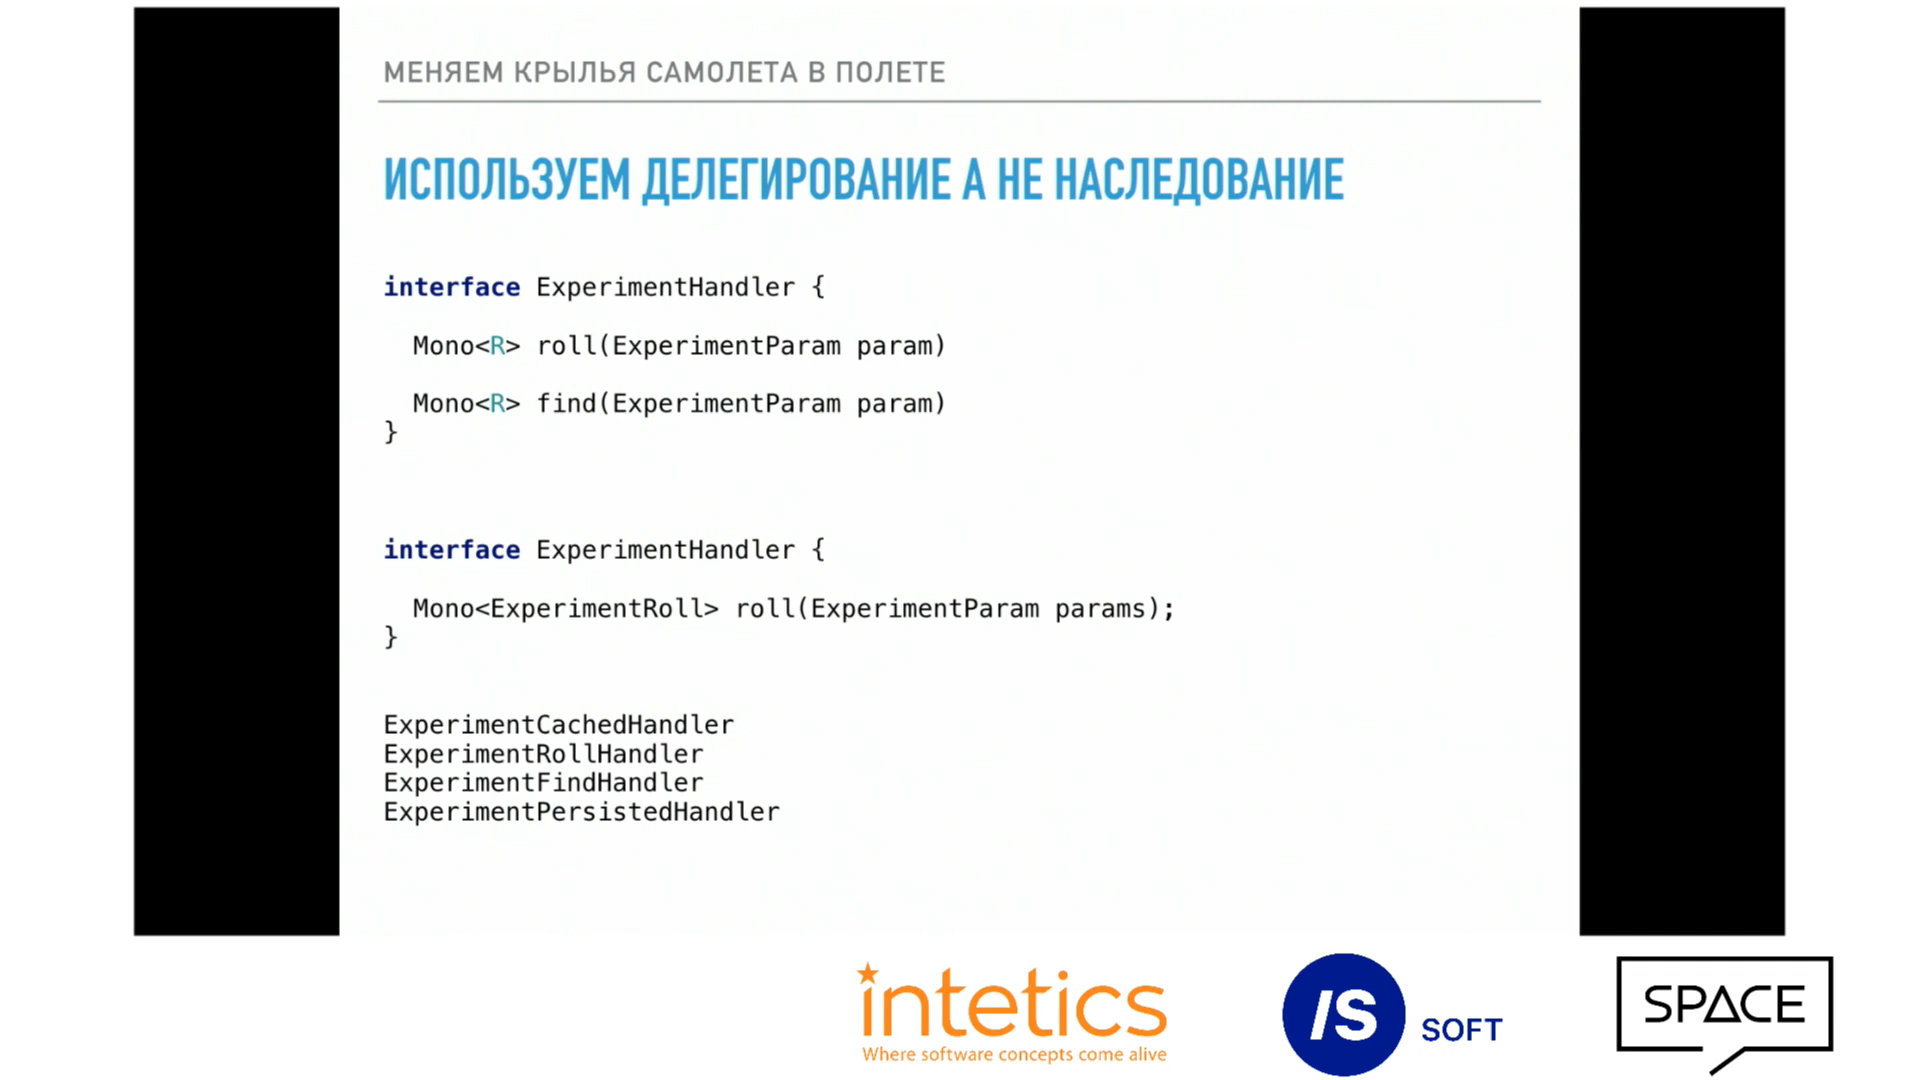 МЕНЯЕМ КРЫЛЬЯ САМОЛЕТА В ПОЛЕТЕ
ИСПОЛЬЗУЕМ ДЕЛЕГИРОВАНИЕ А НЕ НАСЛЕДОВАНИЕ
interface ExperimentHandler {
Mono<R> roll(ExperimentParam param)
Mono<R> find(ExperimentParam param)
}
interface ExperimentHandler {
Mono<ExperimentRoll> roll(ExperimentParam params);
}
ExperimentCachedHandler
ExperimentRollHandler
ExperimentFindHandler
ExperimentPersistedHandler
intetics
Where software concepts come alive
IS SOFT
SPACE